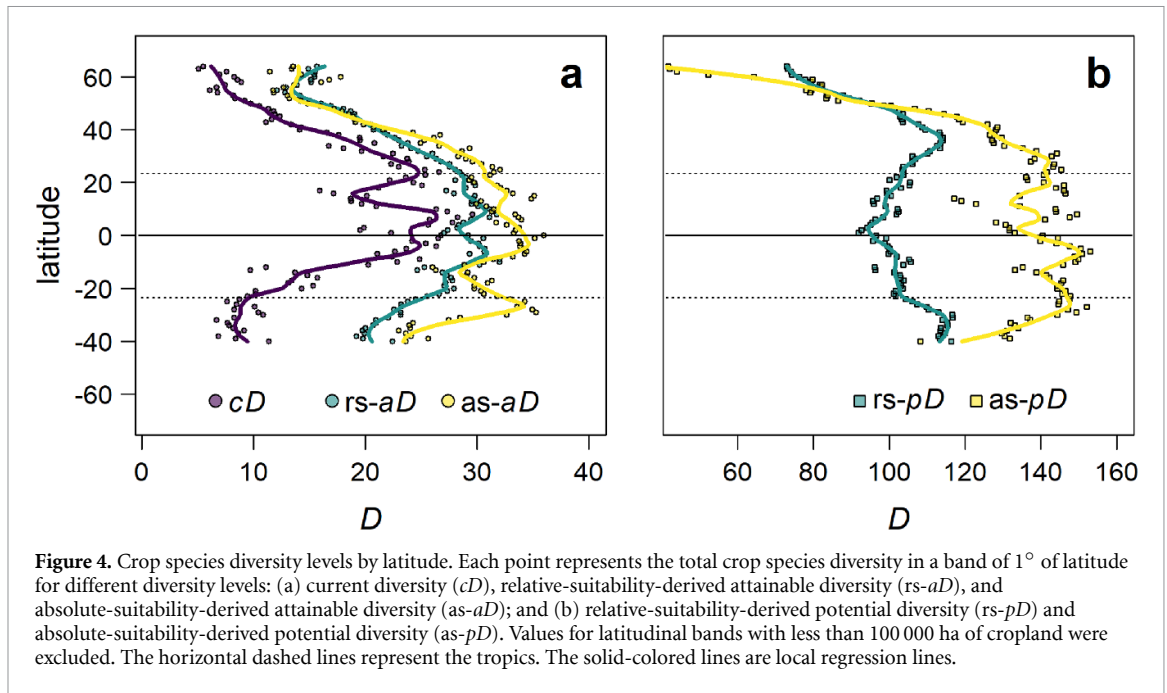 a
b
latitude
60
40
20
0
-20
-40
-60
cD
rs-aD
as-aD
rs-pD
as-pD
0
10
20
30
40
60
80
100
120
140
160
D
D
Figure 4. Crop species diversity levels by latitude. Each point represents the total crop species diversity in a band of 1° of latitude
for different diversity levels: (a) current diversity (cD), relative-suitability-derived attainable diversity (rs-aD), and
absolute-suitability-derived attainable diversity (as-aD); and (b) relative-suitability-derived potential diversity (rs-pD) and
absolute-suitability-derived potential diversity (as-pD). Values for latitudinal bands with less than 100 000 ha of cropland were
excluded. The horizontal dashed lines represent the tropics. The solid-colored lines are local regression lines.